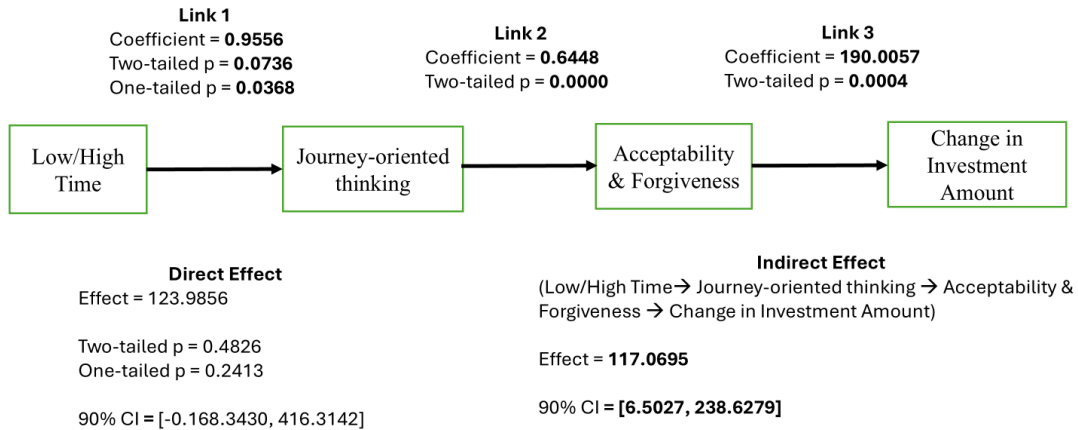 Link 1
Coefficient = 0.9556
Two-tailed p = 0.0736
One-tailed p = 0.0368
Link 2
Coefficient = 0.6448
Two-tailed p = 0.0000
Link 3
Coefficient = 190.0057
Two-tailed p = 0.0004
Low/High
Time
Journey-oriented
thinking
Acceptability
& Forgiveness
Change in
Investment
Amount
Direct Effect
Effect = 123.9856
Two-tailed p = 0.4826
One-tailed p = 0.2413
90% CI = [-0.168.3430, 416.3142]
Indirect Effect
(Low/High Time→ Journey-oriented thinking → Acceptability &
Forgiveness → Change in Investment Amount)
Effect = 117.0695
90% CI = [6.5027, 238.6279]